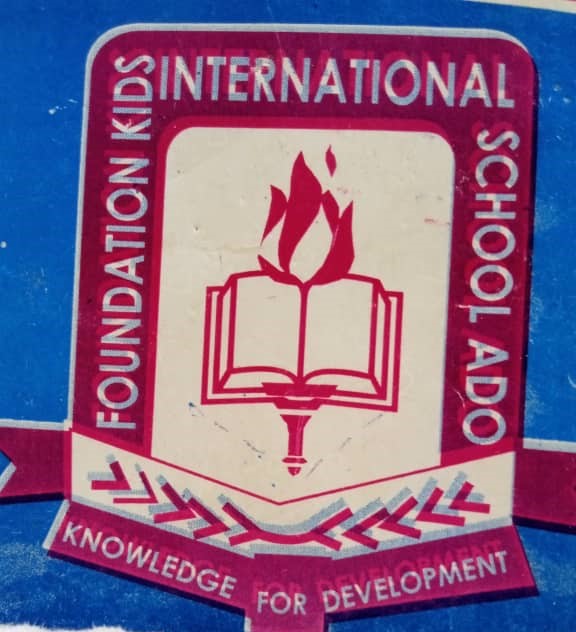 FOUNDATION KIDS
INTERNATIONAL
SCHOOL ADO
KNOWLEDGE FOR DEVELOPMENT